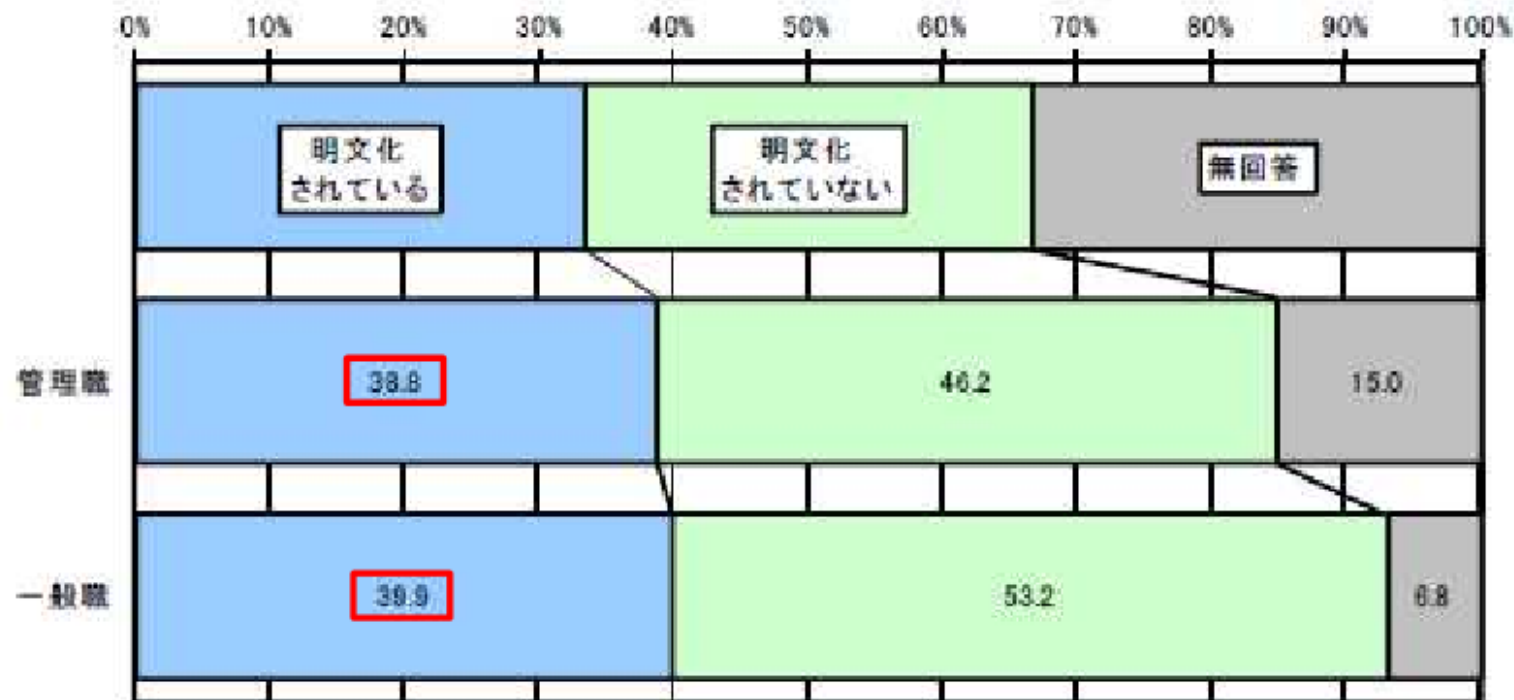 0% 10% 20% 30% 40% 50% 60% 70% 80% 90% 100%
明文化
されている
明文化
されていない
無回答
管理職 38.8 46.2 15.0
一般職 39.9 53.2 6.8